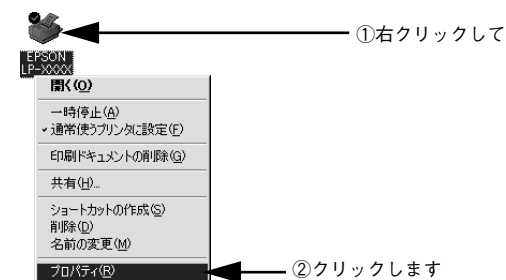 ①右クリックして
EPSON
LP-XXXX
開く(O)
一時停止(A)
通常使うプリンタに設定(F)
印刷ドキュメントの削除(G)
共有(H)...
ショートカットの作成(S)
削除(D)
名前の変更(M)
プロパティ(R)
②クリックします